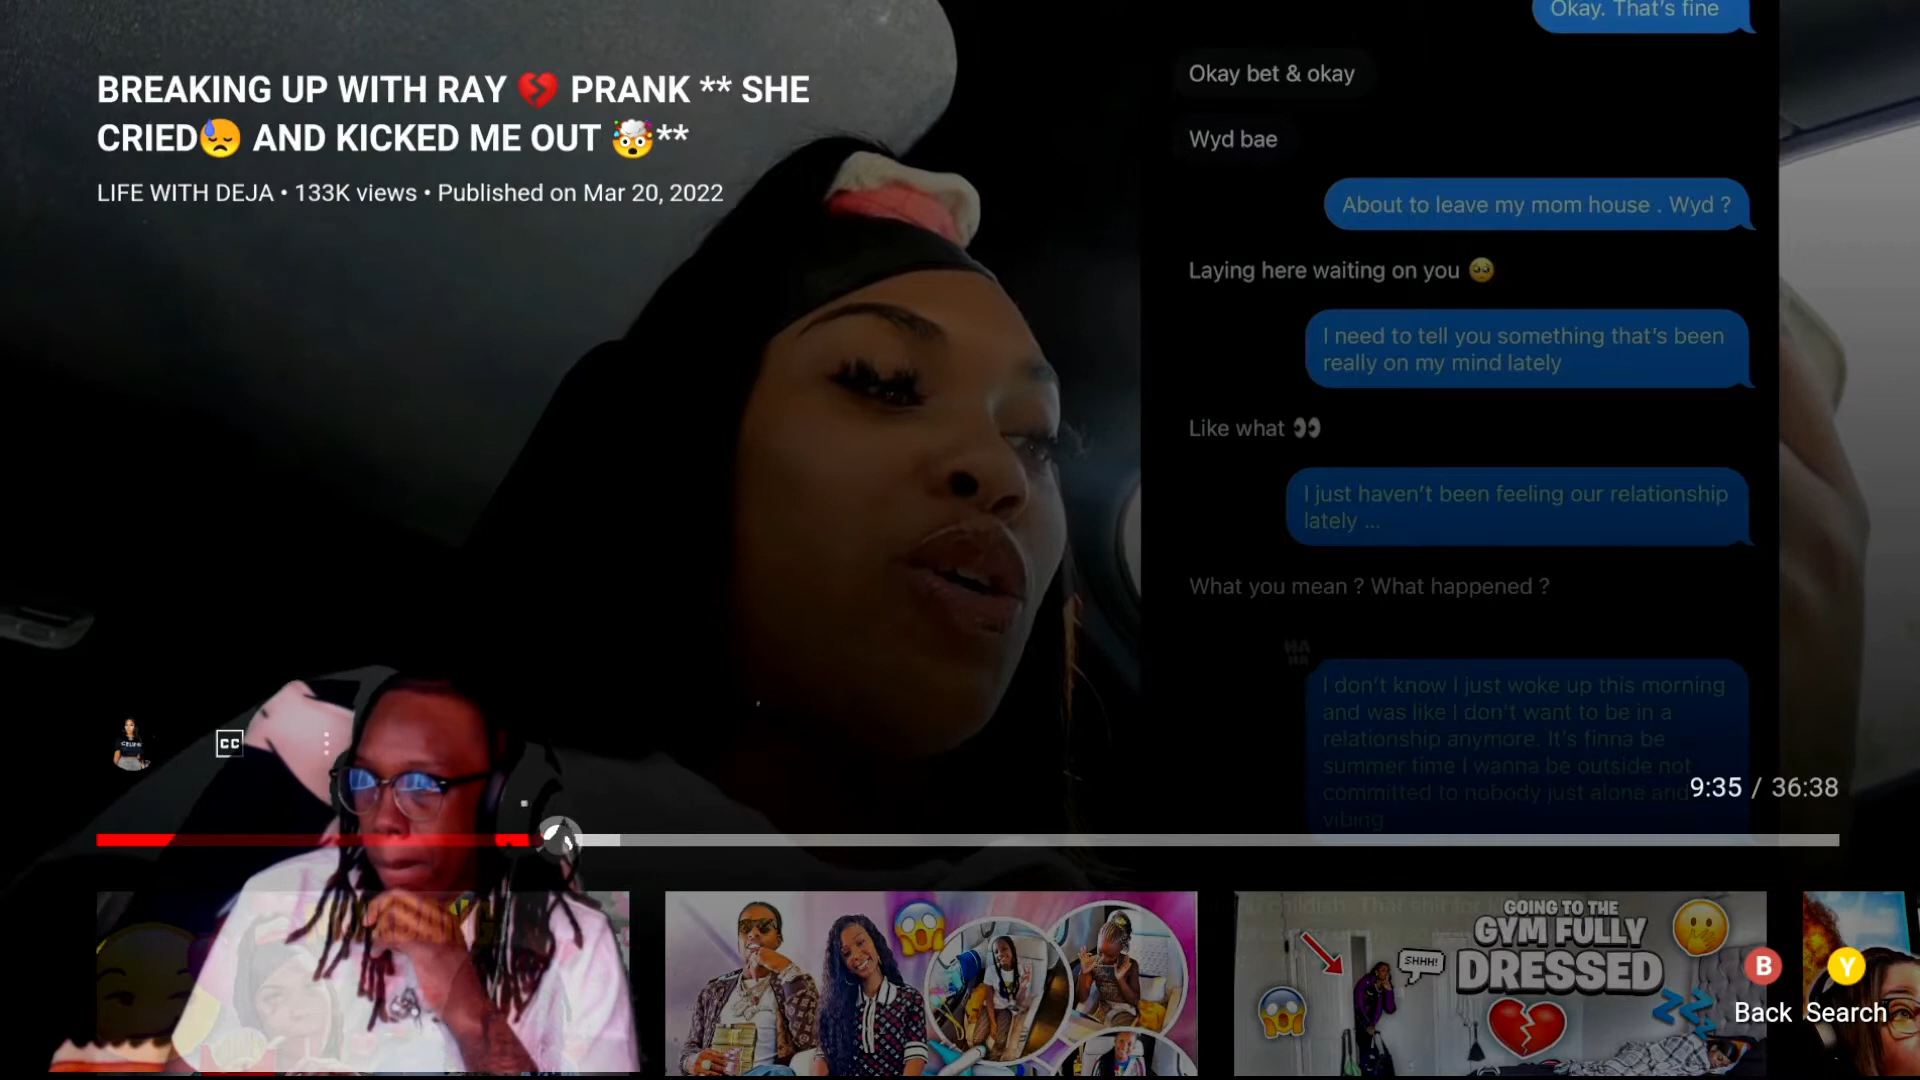 Okay. That's fine
BREAKING UP WITH RAY 💔 PRANK ** SHE
CRIED😓 AND KICKED ME OUT 🤯**
LIFE WITH DEJA • 133K views • Published on Mar 20, 2022
Okay bet & okay
Wyd bae
About to leave my mom house . Wyd ?
Laying here waiting on you 🥺
I need to tell you something that's been
really on my mind lately
Like what 👀
I just haven't been feeling our relationship
lately ...
What you mean ? What happened ?
HA
HA
I don't know I just woke up this morning
and was like I don't want to be in a
relationship anymore. It's finna be
summer time I wanna be outside not
committed to nobody just alone and
vibing
CC
9:35 / 36:38
GOING TO THE
GYM FULLY
DRESSED
SHHH!
B
Y
Back
Search